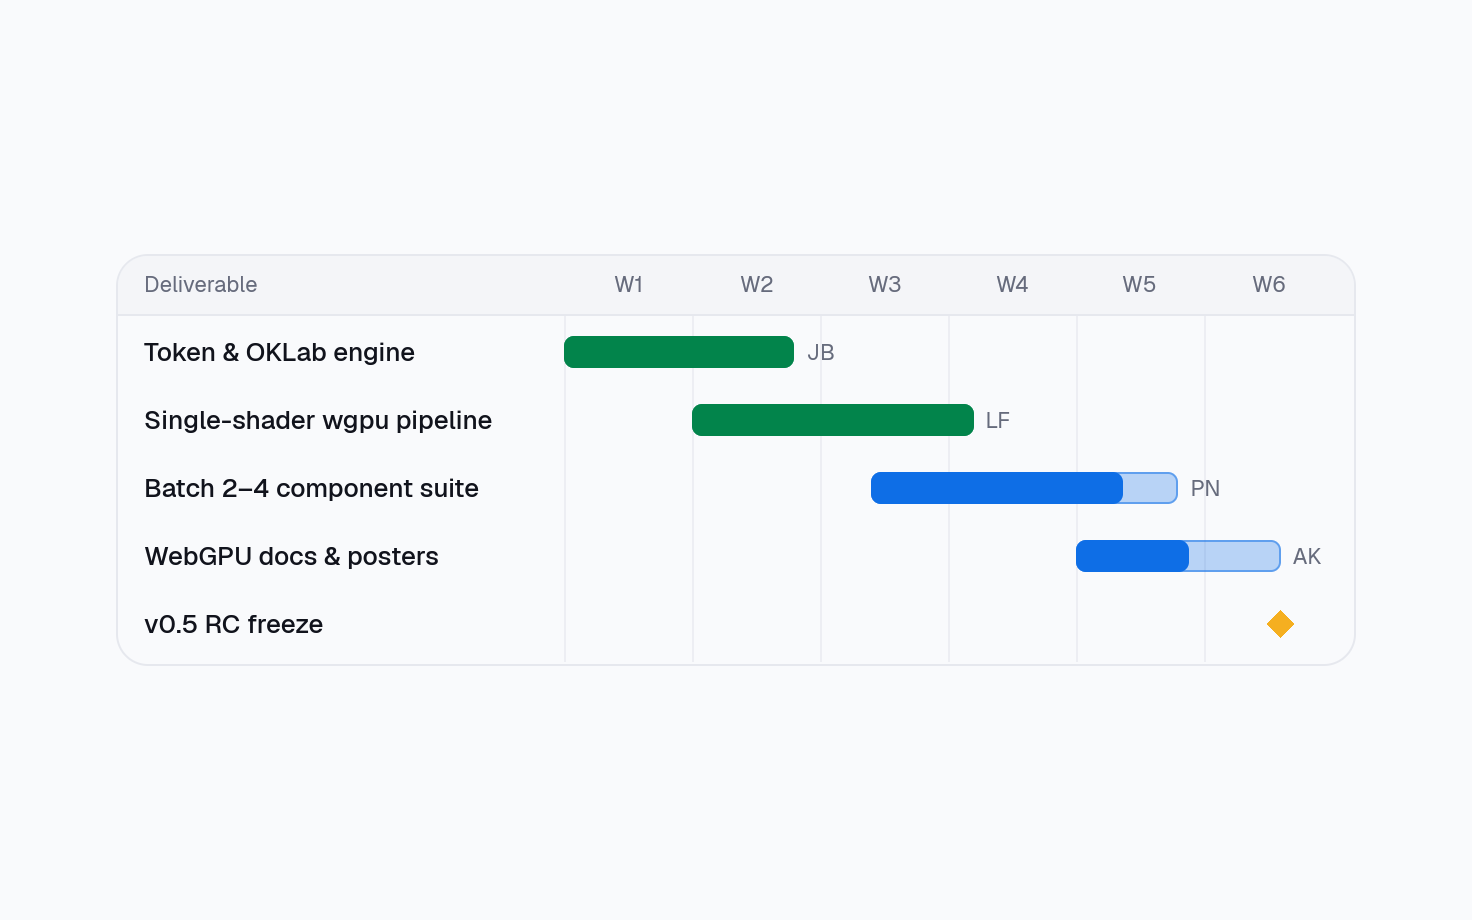 Deliverable W1 W2 W3 W4 W5 W6
Token & OKLab engine JB
Single-shader wgpu pipeline LF
Batch 2–4 component suite PN
WebGPU docs & posters AK
v0.5 RC freeze